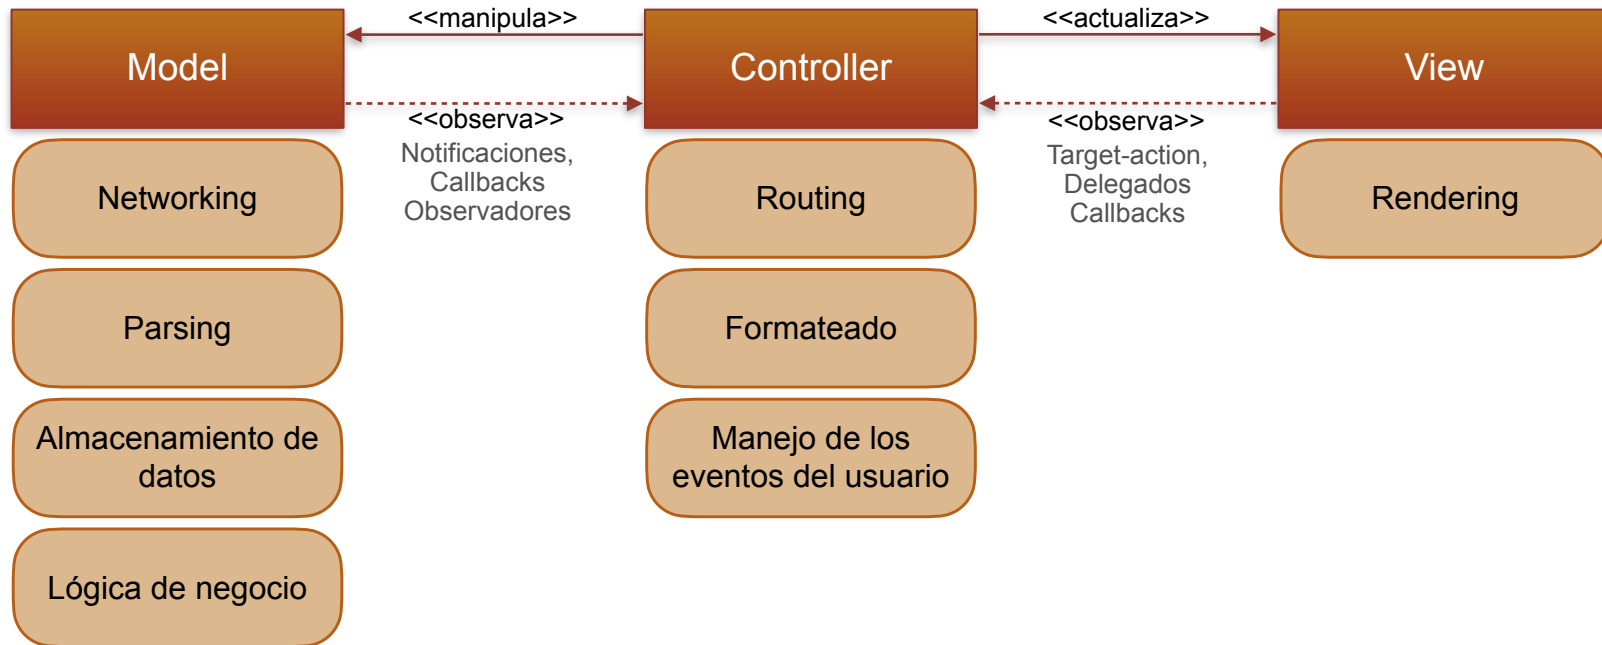 <<manipula>>
<<actualiza>>
Model
Controller
View
<<observa>>
<<observa>>
Notificaciones,
Callbacks
Observadores
Target-action,
Delegados
Callbacks
Networking
Routing
Rendering
Parsing
Formateado
Almacenamiento de
datos
Manejo de los
eventos del usuario
Lógica de negocio